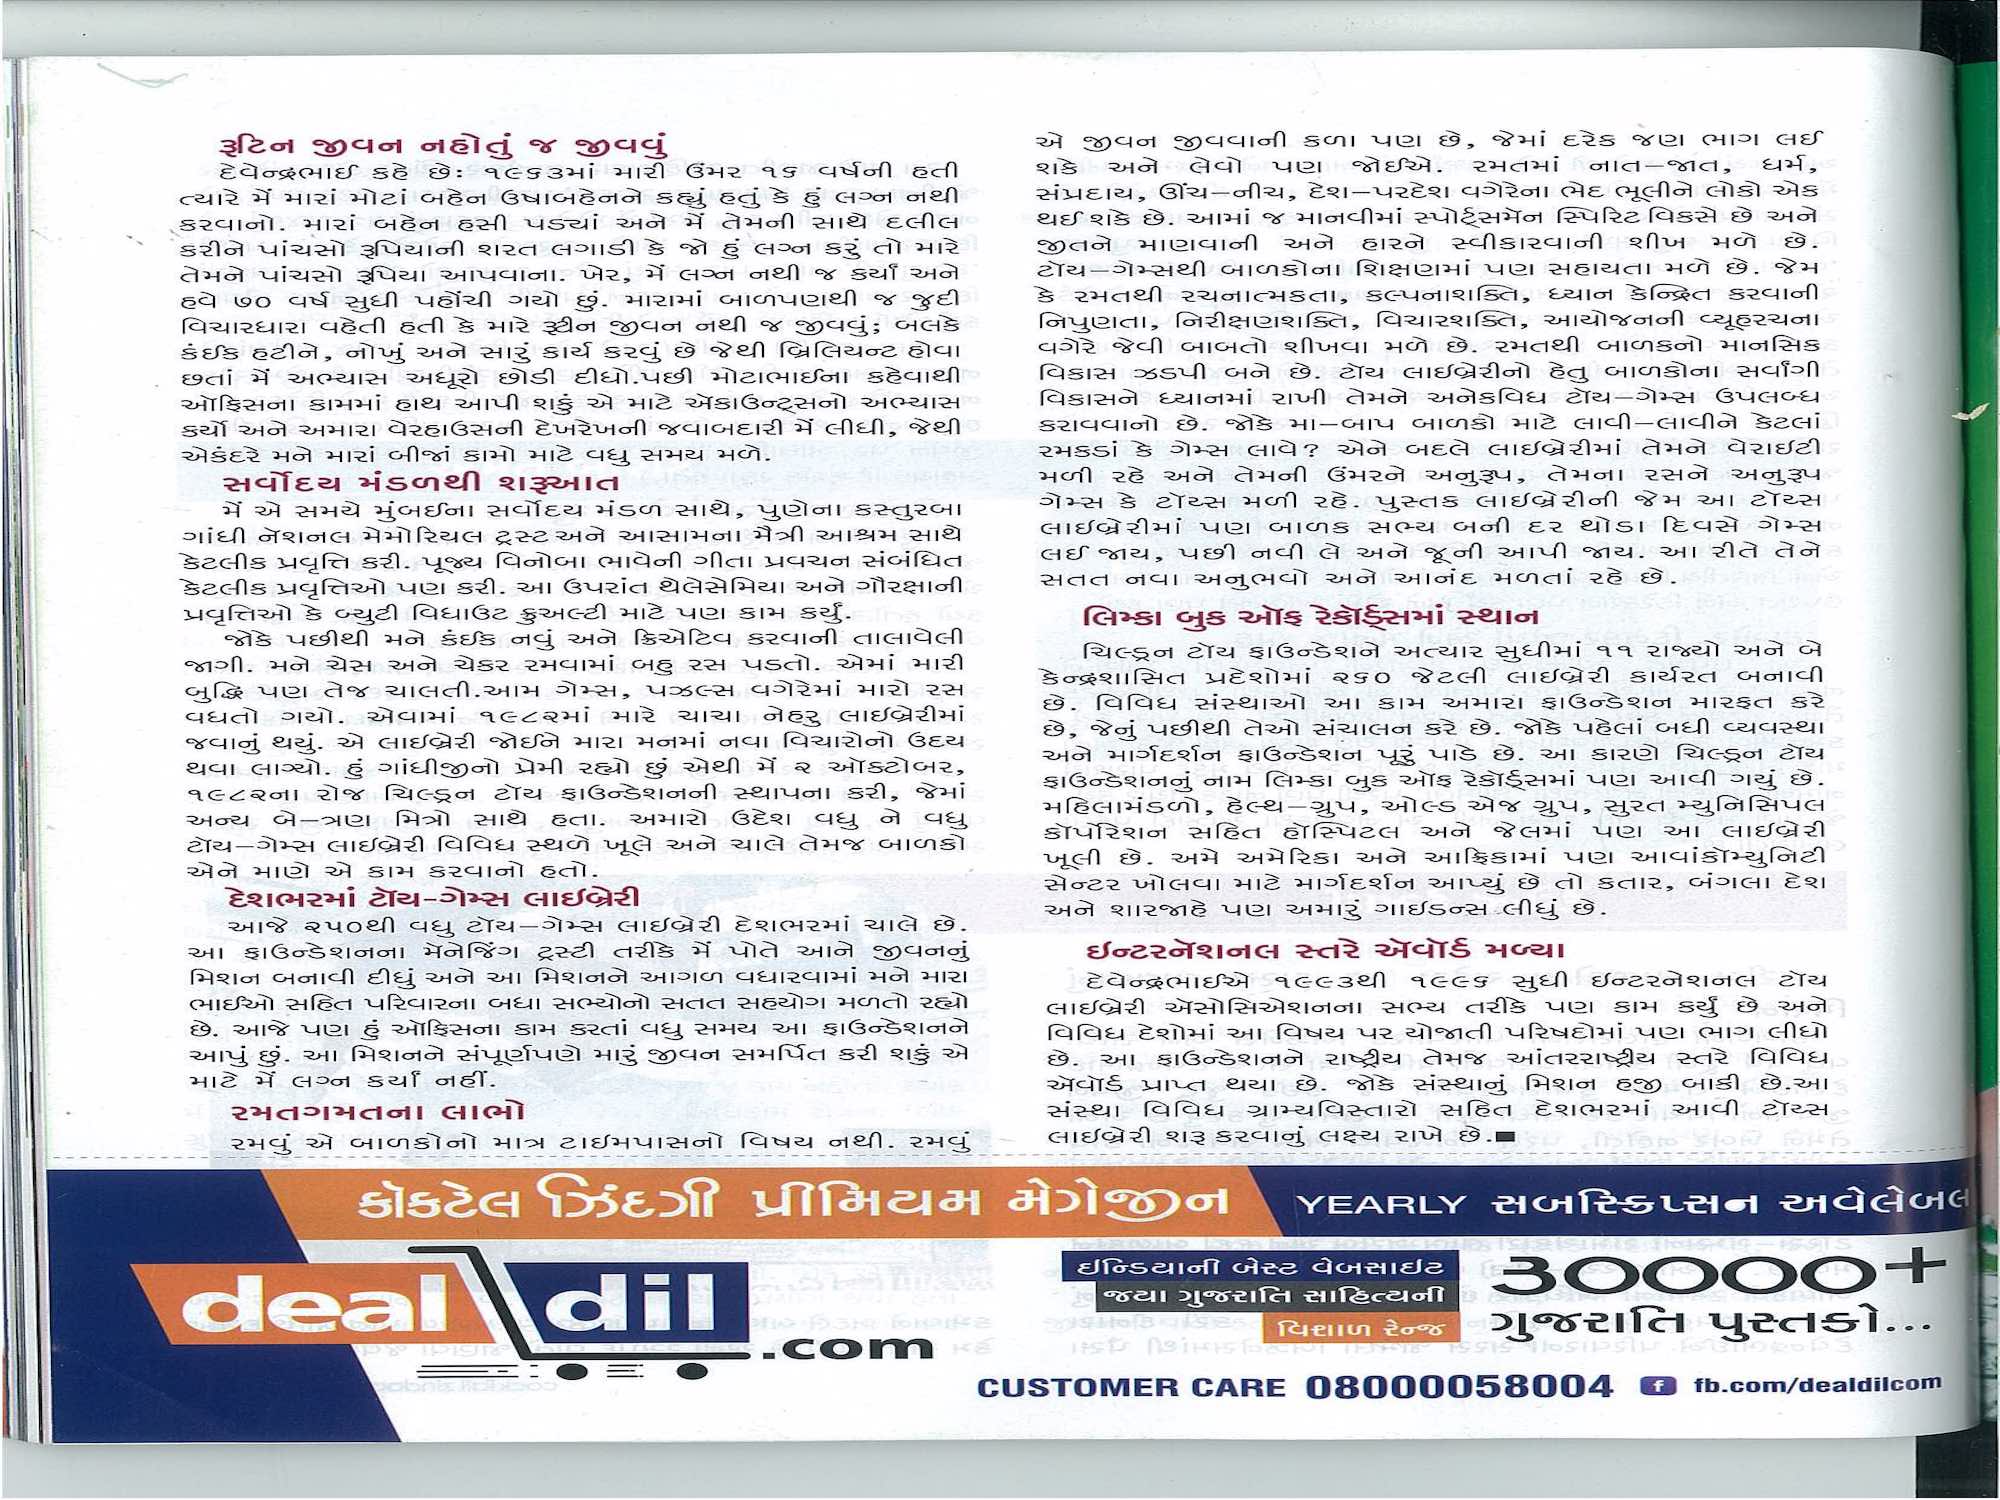 રૂટિન જીવન નહોતું જ જીવવું
દેવેન્દ્રભાઈ કહે છેઃ ૧૯૬૩માં મારી ઉંમર ૧૬ વર્ષની હતી
ત્યારે મેં મારાં મોટાં બહેન ઉષાબહેનને કહ્યું હતું કે હું લગ્ન નથી
કરવાનો. મારાં બહેન હસી પડ્યાં અને મેં તેમની સાથે દલીલ
કરીને પાંચસો રૂપિયાની શરત લગાડી કે જો હું લગ્ન કરું તો મારે
તેમને પાંચસો રૂપિયા આપવાના. ખેર, મેં લગ્ન નથી જ કર્યાં અને
હવે ૭૦ વર્ષ સુધી પહોંચી ગયો છું. મારામાં બાળપણથી જ જુદી
વિચારધારા વહેતી હતી કે મારે રૂટીન જીવન નથી જ જીવવું; બલકે
કંઈક હટીને, નોખું અને સારું કાર્ય કરવું છે જેથી બ્રિલિયન્ટ હોવા
છતાં મેં અભ્યાસ અધૂરો છોડી દીધો.પછી મોટાભાઈના કહેવાથી
ઑફિસના કામમાં હાથ આપી શકું એ માટે ઍકાઉન્ટ્સનો અભ્યાસ
કર્યો અને અમારા વેરહાઉસની દેખરેખની જવાબદારી મેં લીધી, જેથી
એકંદરે મને મારાં બીજાં કામો માટે વધુ સમય મળે.
સર્વોદય મંડળથી શરૂઆત
મેં એ સમયે મુંબઈના સર્વોદય મંડળ સાથે, પુણેના કસ્તુરબા
ગાંધી નૅશનલ મેમોરિયલ ટ્રસ્ટ અને આસામના મૈત્રી આશ્રમ સાથે
કેટલીક પ્રવૃત્તિ કરી. પૂજ્ય વિનોબા ભાવેની ગીતા પ્રવચન સંબંધિત
કેટલીક પ્રવૃત્તિઓ પણ કરી. આ ઉપરાંત થેલેસેમિયા અને ગૌરક્ષાની
પ્રવૃત્તિઓ કે બ્યુટી વિધાઉટ ક્રુઅલ્ટી માટે પણ કામ કર્યું.
જોકે પછીથી મને કંઈક નવું અને ક્રિએટિવ કરવાની તાલાવેલી
જાગી. મને ચેસ અને ચેકર રમવામાં બહુ રસ પડતો. એમાં મારી
બુદ્ધિ પણ તેજ ચાલતી.આમ ગેમ્સ, પઝલ્સ વગેરેમાં મારો રસ
વધતો ગયો. એવામાં ૧૯૮૨માં મારે ચાચા નેહરુ લાઈબ્રેરીમાં
જવાનું થયું. એ લાઈબ્રેરી જોઈને મારા મનમાં નવા વિચારોનો ઉદય
થવા લાગ્યો. હું ગાંધીજીનો પ્રેમી રહ્યો છું એથી મેં ૨ ઑક્ટોબર,
૧૯૮૨ના રોજ ચિલ્ડ્રન ટૉય ફાઉન્ડેશનની સ્થાપના કરી, જેમાં
અન્ય બે–ત્રણ મિત્રો સાથે હતા. અમારો ઉદેશ વધુ ને વધુ
ટૉય–ગેમ્સ લાઈબ્રેરી વિવિધ સ્થળે ખૂલે અને ચાલે તેમજ બાળકો
એને માણે એ કામ કરવાનો હતો.
દેશભરમાં ટૉય-ગેમ્સ લાઈબ્રેરી
આજે ૨૫૦થી વધુ ટૉય–ગેમ્સ લાઈબ્રેરી દેશભરમાં ચાલે છે.
આ ફાઉન્ડેશનના મૅનેજિંગ ટ્રસ્ટી તરીકે મેં પોતે આને જીવનનું
મિશન બનાવી દીધું અને આ મિશનને આગળ વધારવામાં મને મારા
ભાઈઓ સહિત પરિવારના બધા સભ્યોનો સતત સહયોગ મળતો રહ્યો
છે. આજે પણ હું ઑફિસના કામ કરતાં વધુ સમય આ ફાઉન્ડેશનને
આપું છું. આ મિશનને સંપૂર્ણપણે મારું જીવન સમર્પિત કરી શકું એ
માટે મેં લગ્ન કર્યાં નહીં.
રમતગમતના લાભો
રમવું એ બાળકોનો માત્ર ટાઈમપાસનો વિષય નથી. રમવું
એ જીવન જીવવાની કળા પણ છે, જેમાં દરેક જણ ભાગ લઈ
શકે અને લેવો પણ જોઈએ. રમતમાં નાત–જાત, ધર્મ,
સંપ્રદાય, ઊંચ–નીચ, દેશ–પરદેશ વગેરેના ભેદ ભૂલીને લોકો એક
થઈ શકે છે. આમાં જ માનવીમાં સ્પોર્ટ્સમૅન સ્પિરિટ વિકસે છે અને
જીતને માણવાની અને હારને સ્વીકારવાની શીખ મળે છે.
ટૉય–ગેમ્સથી બાળકોના શિક્ષણમાં પણ સહાયતા મળે છે. જેમ
કે રમતથી રચનાત્મકતા, કલ્પનાશક્તિ, ધ્યાન કેન્દ્રિત કરવાની
નિપુણતા, નિરીક્ષણશક્તિ, વિચારશક્તિ, આયોજનની વ્યૂહરચના
વગેરે જેવી બાબતો શીખવા મળે છે. રમતથી બાળકનો માનસિક
વિકાસ ઝડપી બને છે. ટૉય લાઈબ્રેરીનો હેતુ બાળકોના સર્વાંગી
વિકાસને ધ્યાનમાં રાખી તેમને અનેકવિધ ટૉય–ગેમ્સ ઉપલબ્ધ
કરાવવાનો છે. જોકે મા–બાપ બાળકો માટે લાવી–લાવીને કેટલાં
રમકડાં કે ગેમ્સ લાવે? એને બદલે લાઈબ્રેરીમાં તેમને વેરાઈટી
મળી રહે અને તેમની ઉંમરને અનુરૂપ, તેમના રસને અનુરૂપ
ગેમ્સ કે ટૉય્સ મળી રહે. પુસ્તક લાઈબ્રેરીની જેમ આ ટૉય્સ
લાઈબ્રેરીમાં પણ બાળક સભ્ય બની દર થોડા દિવસે ગેમ્સ
લઈ જાય, પછી નવી લે અને જૂની આપી જાય. આ રીતે તેને
સતત નવા અનુભવો અને આનંદ મળતાં રહે છે.
લિમ્કા બુક ઑફ રેકૉર્ડ્સમાં સ્થાન
ચિલ્ડ્રન ટૉય ફાઉન્ડેશને અત્યાર સુધીમાં ૧૧ રાજ્યો અને બે
કેન્દ્રશાસિત પ્રદેશોમાં ૨૬૦ જેટલી લાઈબ્રેરી કાર્યરત બનાવી
છે. વિવિધ સંસ્થાઓ આ કામ અમારા ફાઉન્ડેશન મારફત કરે
છે, જેનું પછીથી તેઓ સંચાલન કરે છે. જોકે પહેલાં બધી વ્યવસ્થા
અને માર્ગદર્શન ફાઉન્ડેશન પૂરું પાડે છે. આ કારણે ચિલ્ડ્રન ટૉય
ફાઉન્ડેશનનું નામ લિમ્કા બુક ઑફ રેકૉર્ડ્સમાં પણ આવી ગયું છે.
મહિલામંડળો, હેલ્થ–ગ્રુપ, ઓલ્ડ એજ ગ્રુપ, સુરત મ્યુનિસિપલ
કૉર્પોરેશન સહિત હૉસ્પિટલ અને જેલમાં પણ આ લાઈબ્રેરી
ખૂલી છે. અમે અમેરિકા અને આફ્રિકામાં પણ આવાંકોમ્યુનિટી
સેન્ટર ખોલવા માટે માર્ગદર્શન આપ્યું છે તો કતાર, બંગલા દેશ
અને શારજાહે પણ અમારું ગાઈડન્સ લીધું છે.
ઇન્ટરનૅશનલ સ્તરે ઍવૉર્ડ મળ્યા
દેવેન્દ્રભાઈએ ૧૯૯૩થી ૧૯૯૬ સુધી ઇન્ટરનૅશનલ ટૉય
લાઈબ્રેરી ઍસોસિએશનના સભ્ય તરીકે પણ કામ કર્યું છે અને
વિવિધ દેશોમાં આ વિષય પર યોજાતી પરિષદોમાં પણ ભાગ લીધો
છે. આ ફાઉન્ડેશનને રાષ્ટ્રીય તેમજ આંતરરાષ્ટ્રીય સ્તરે વિવિધ
ઍવૉર્ડ પ્રાપ્ત થયા છે. જોકે સંસ્થાનું મિશન હજી બાકી છે.આ
સંસ્થા વિવિધ ગ્રામ્યવિસ્તારો સહિત દેશભરમાં આવી ટૉય્સ
લાઈબ્રેરી શરૂ કરવાનું લક્ષ્ય રાખે છે.■
કૉકટેલ ઝિંદગી પ્રીમિયમ મેગેજીન YEARLY સબસ્ક્રિપ્સન અવેલેબલ
deal dil.com
ઇન્ડિયાની બેસ્ટ વેબસાઈટ
જ્યા ગુજરાતિ સાહિત્યની
વિશાળ રેન્જ
૩૦૦૦૦+
ગુજરાતિ પુસ્તકો...
CUSTOMER CARE 08000058004 f fb.com/dealdilcom